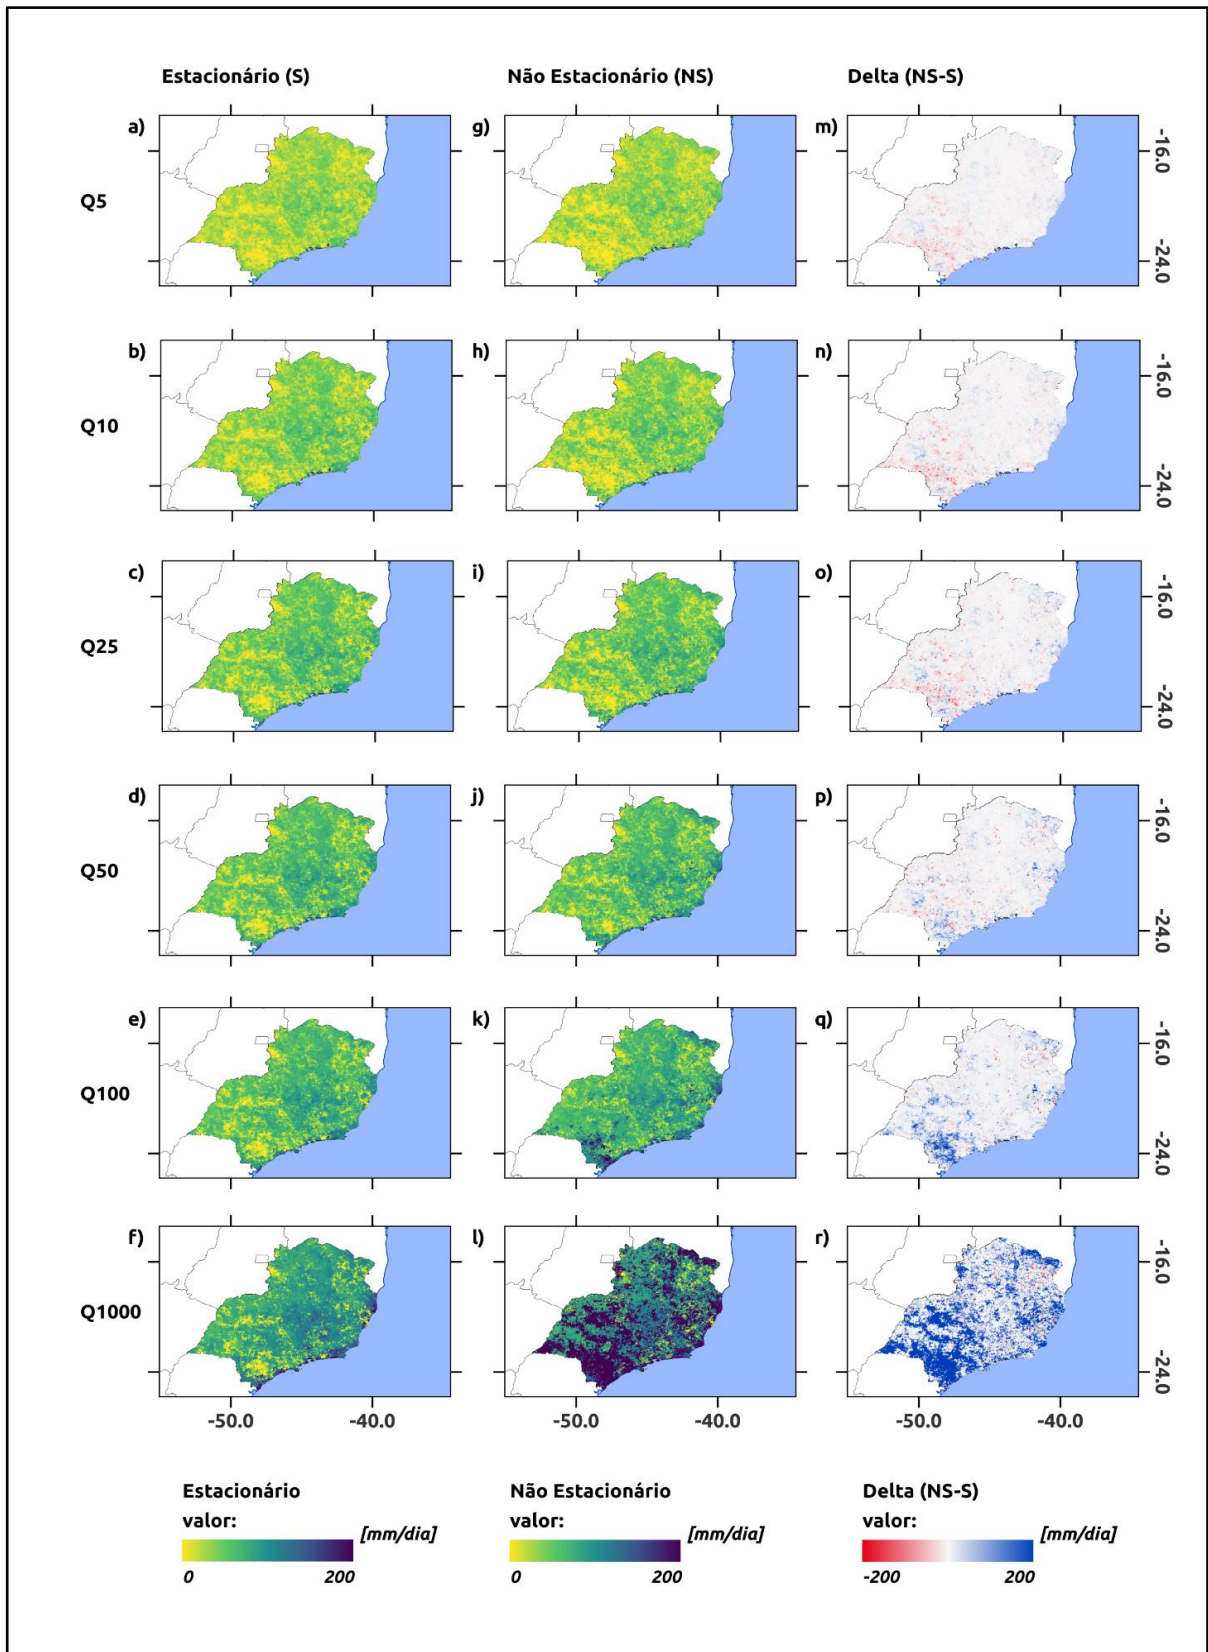 Estacionário (S) Não Estacionário (NS) Delta (NS-S)
a) g) m)
-16.0
Q5
-24.0
b) h) n)
-16.0
Q10
-24.0
c) i) o)
-16.0
Q25
-24.0
d) j) p)
-16.0
Q50
-24.0
e) k) q)
-16.0
Q100
-24.0
f) l) r)
-16.0
Q1000
-24.0
-50.0 -40.0 -50.0 -40.0 -50.0 -40.0
Estacionário Não Estacionário Delta (NS-S)
valor: [mm/dia] valor: [mm/dia] valor: [mm/dia]
0 200 0 200 -200 200